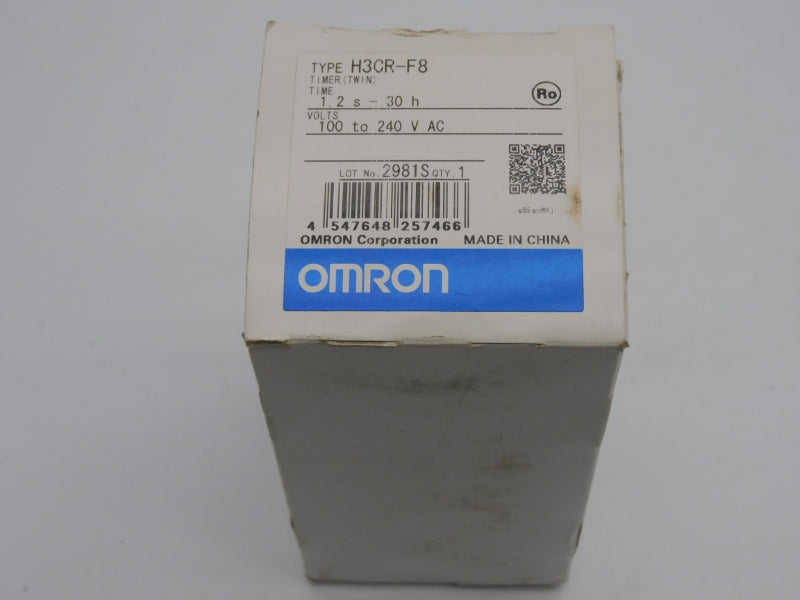 TYPE H3CR-F8
TIMER(TWIN)
TIME
1.2 s - 30 h
Ro
VOLTS
100 to 240 V AC
LOT No. 2981S QTY. 1
4 547648 257466
OMRON Corporation MADE IN CHINA
OMRON